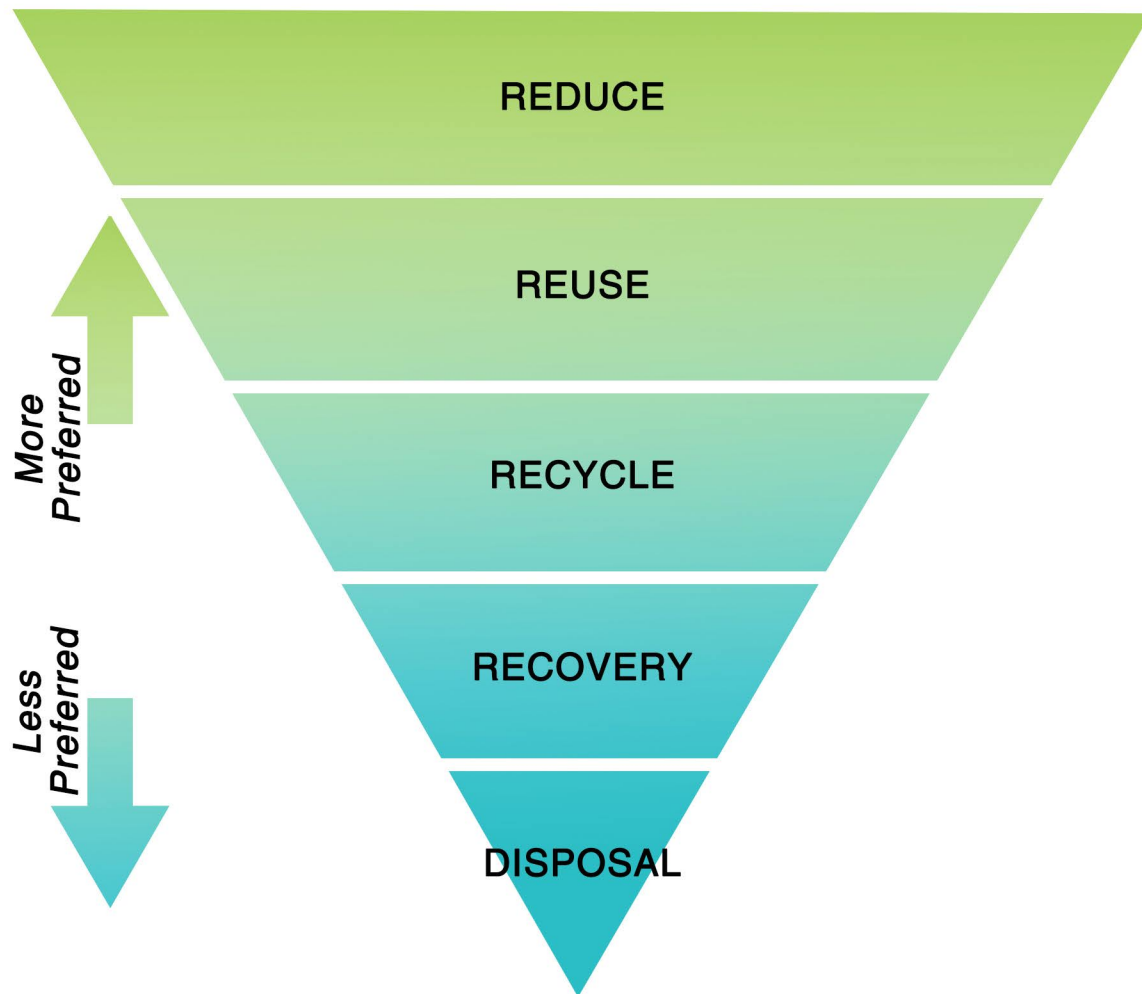 REDUCE
REUSE
More
Preferred
RECYCLE
Less
Preferred
RECOVERY
DISPOSAL